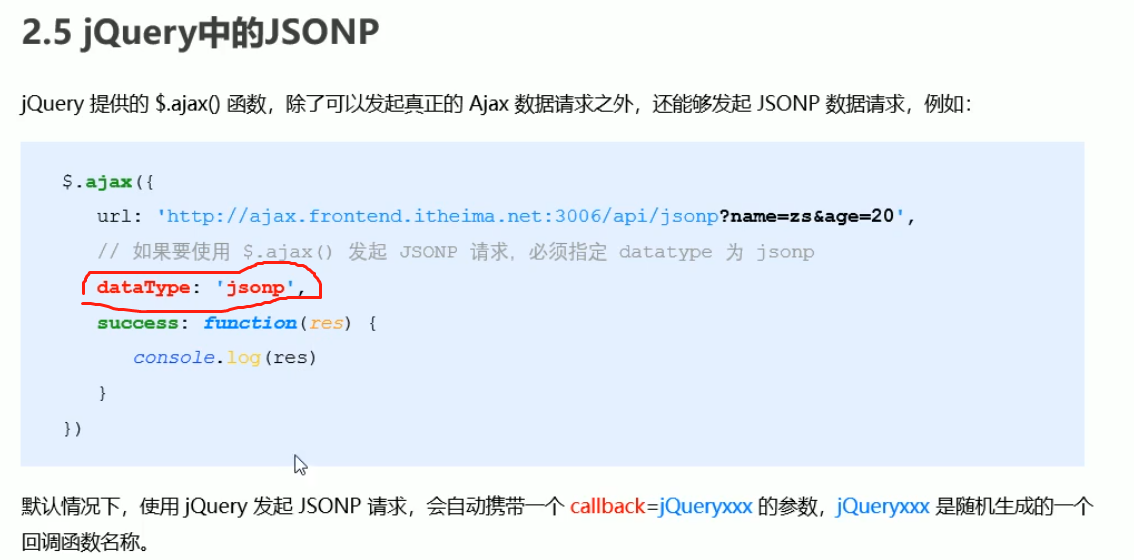 2.5 jQuery中的JSONP
jQuery 提供的 $.ajax() 函数，除了可以发起真正的 Ajax 数据请求之外，还能够发起 JSONP 数据请求，例如：
$.ajax({
url: 'http://ajax.frontend.itheima.net:3006/api/jsonp?name=zs&age=20',
// 如果要使用 $.ajax() 发起 JSONP 请求，必须指定 datatype 为 jsonp
dataType: 'jsonp',
success: function(res) {
console.log(res)
}
})
默认情况下，使用 jQuery 发起 JSONP 请求，会自动携带一个 callback=jQueryxxx 的参数，jQueryxxx 是随机生成的一个
回调函数名称。